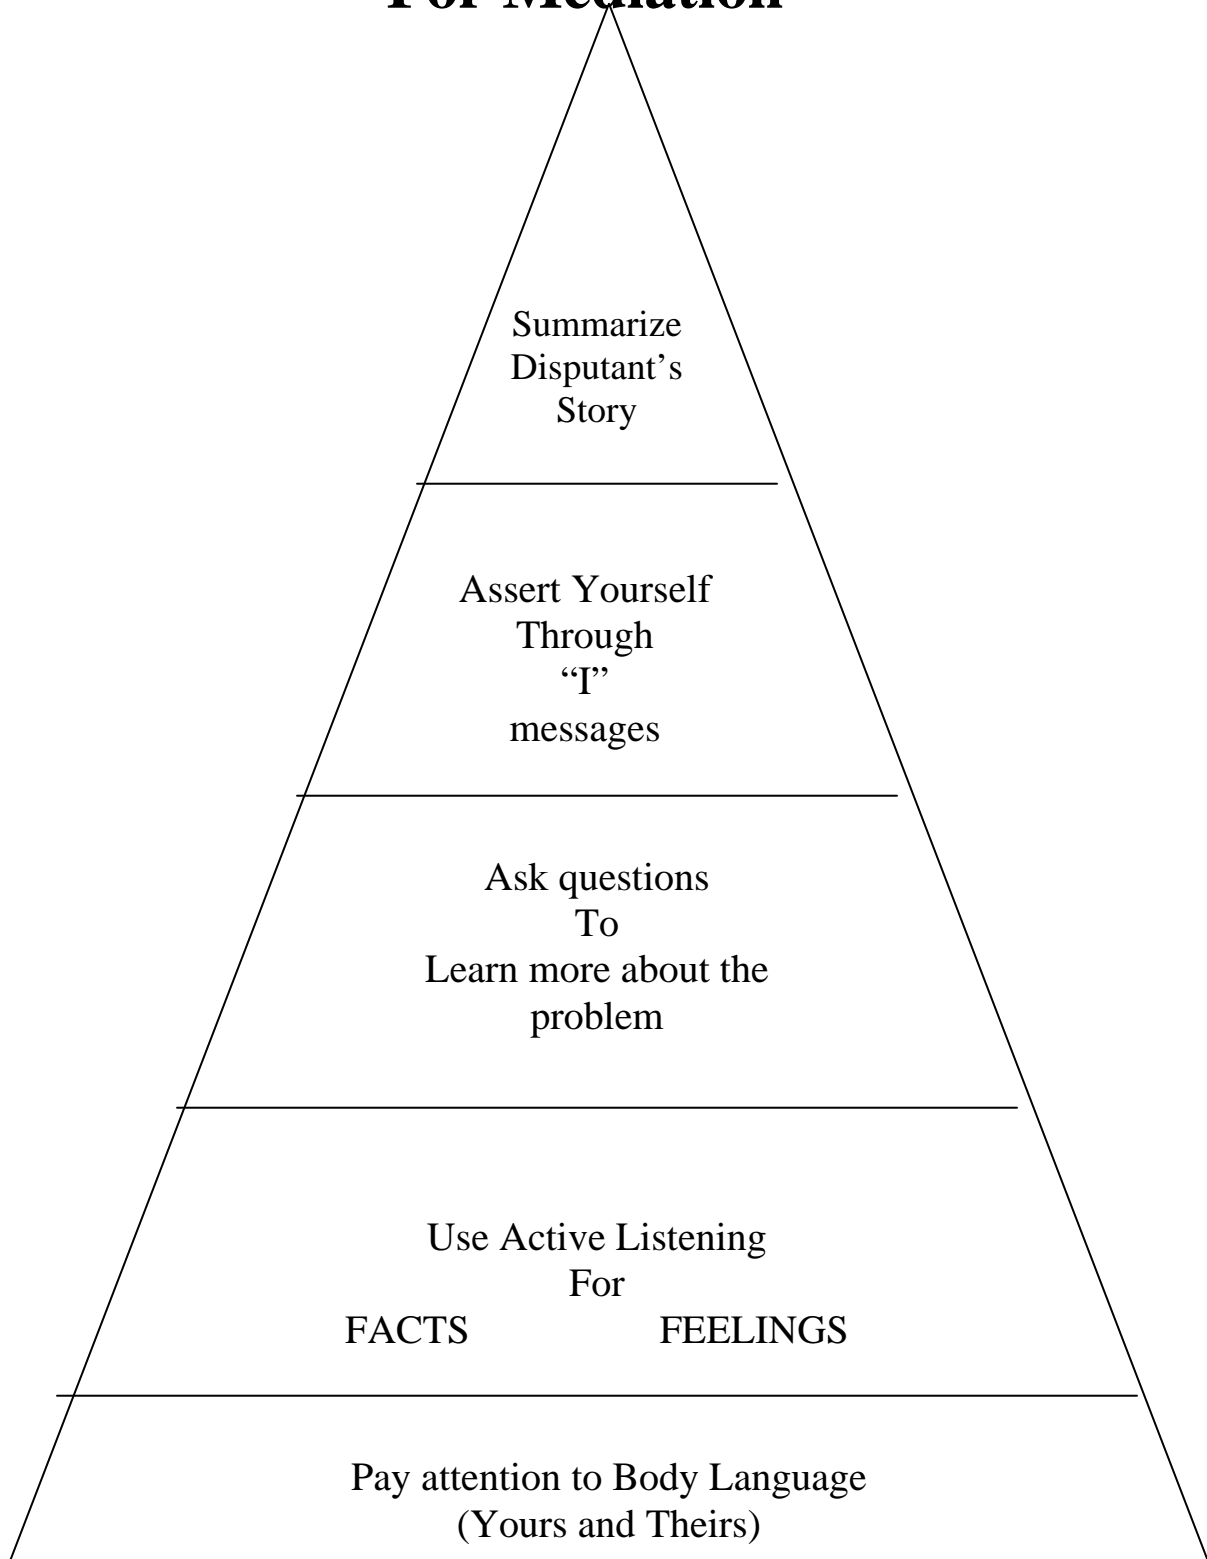 For Mediation
Summarize
Disputant’s
Story
Assert Yourself
Through
“I”
messages
Ask questions
To
Learn more about the
problem
Use Active Listening
For
FACTS FEELINGS
Pay attention to Body Language
(Yours and Theirs)